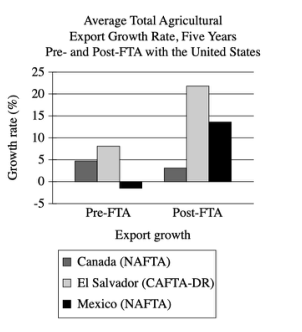 Average Total Agricultural
Export Growth Rate, Five Years
Pre- and Post-FTA with the United States
Growth rate (%)
25
20
15
10
5
0
-5
Pre-FTA Post-FTA
Export growth
Canada (NAFTA)
El Salvador (CAFTA-DR)
Mexico (NAFTA)